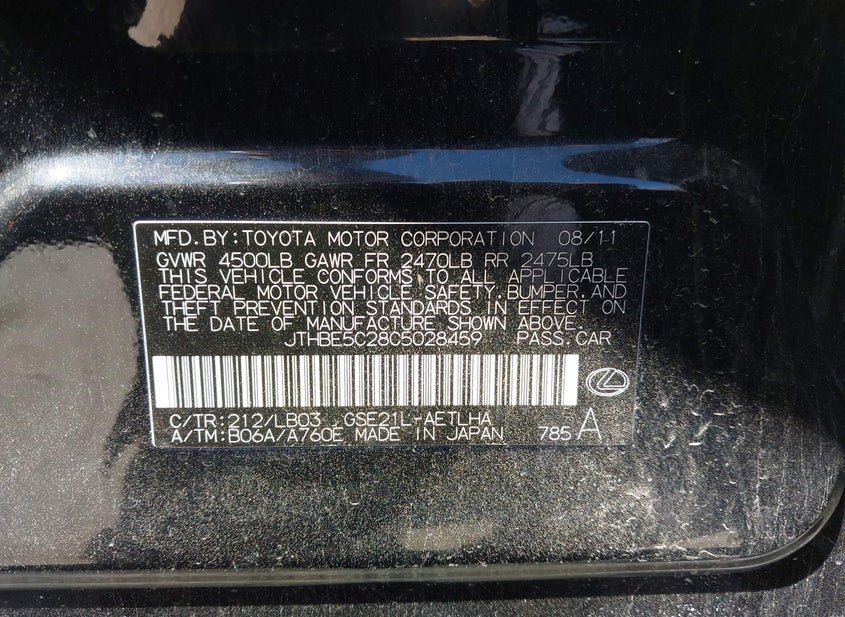 MFD.BY:TOYOTA MOTOR CORPORATION 08/11
GVWR 4500LB GAWR FR 2470LB RR 2475LB
THIS VEHICLE CONFORMS TO ALL APPLICABLE
FEDERAL MOTOR VEHICLE SAFETY,BUMPER,AND
THEFT PREVENTION STANDARDS IN EFFECT ON
THE DATE OF MANUFACTURE SHOWN ABOVE.
JTHBE5C28C5028459 PASS.CAR
C/TR:212/LB03 GSE21L-AETLHA
A/TM:B06A/A760E MADE IN JAPAN 785 A